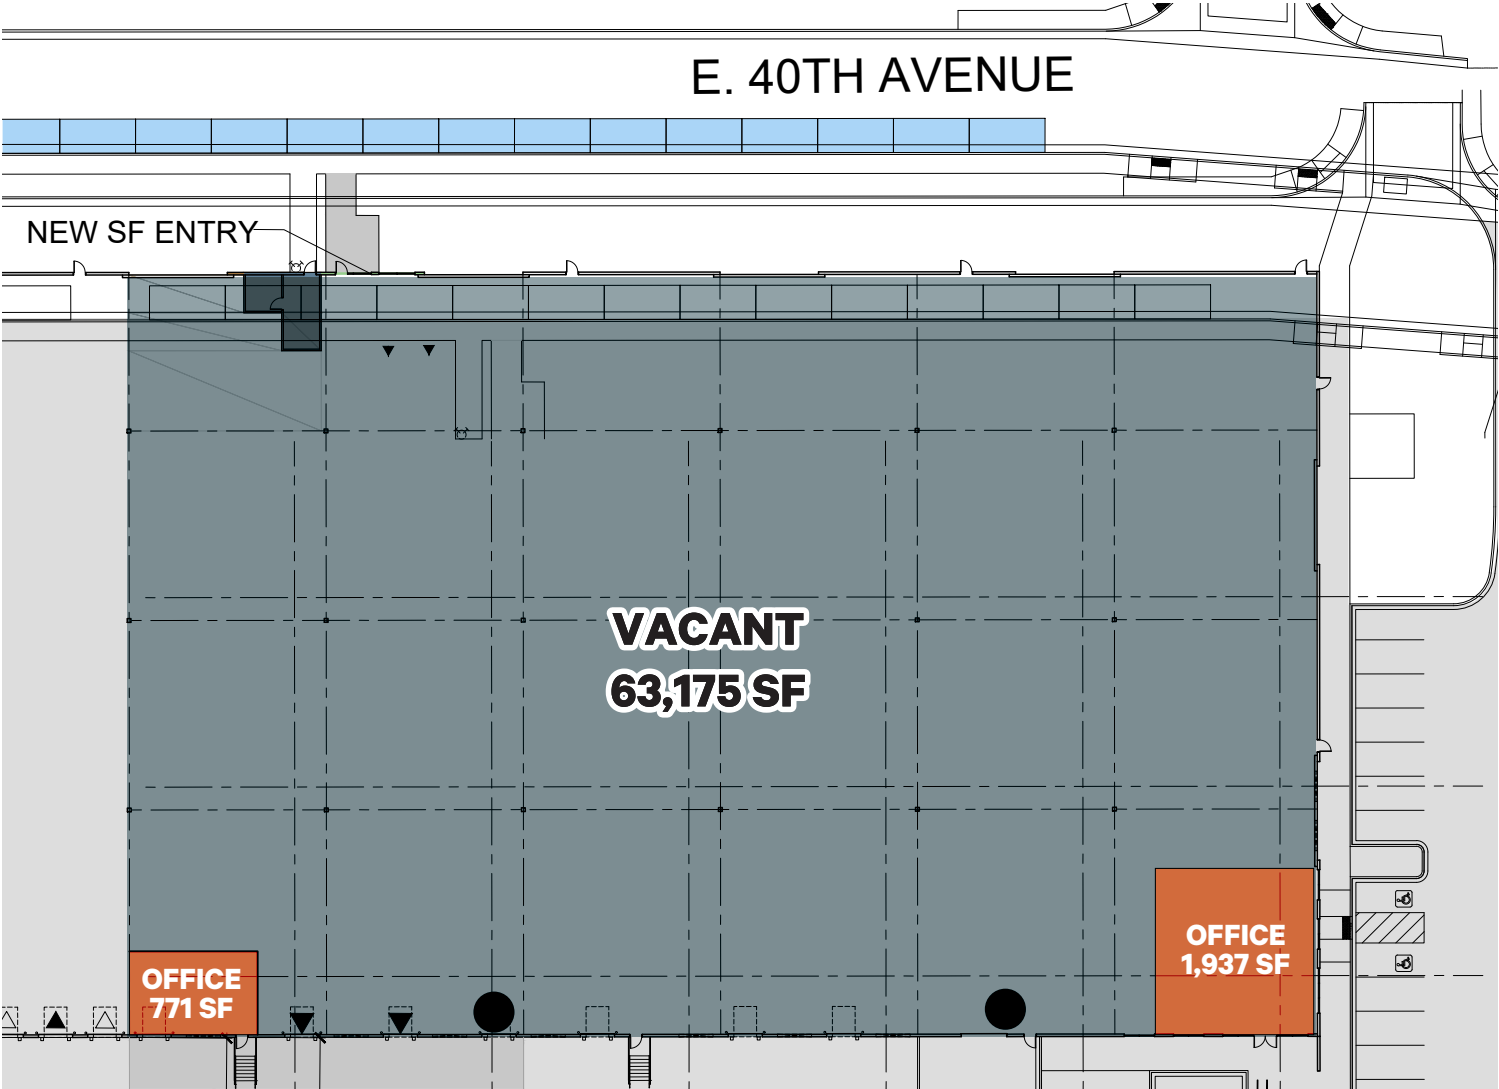 E. 40TH AVENUE
NEW SF ENTRY
VACANT
63,175 SF
OFFICE
1,937 SF
OFFICE
771 SF